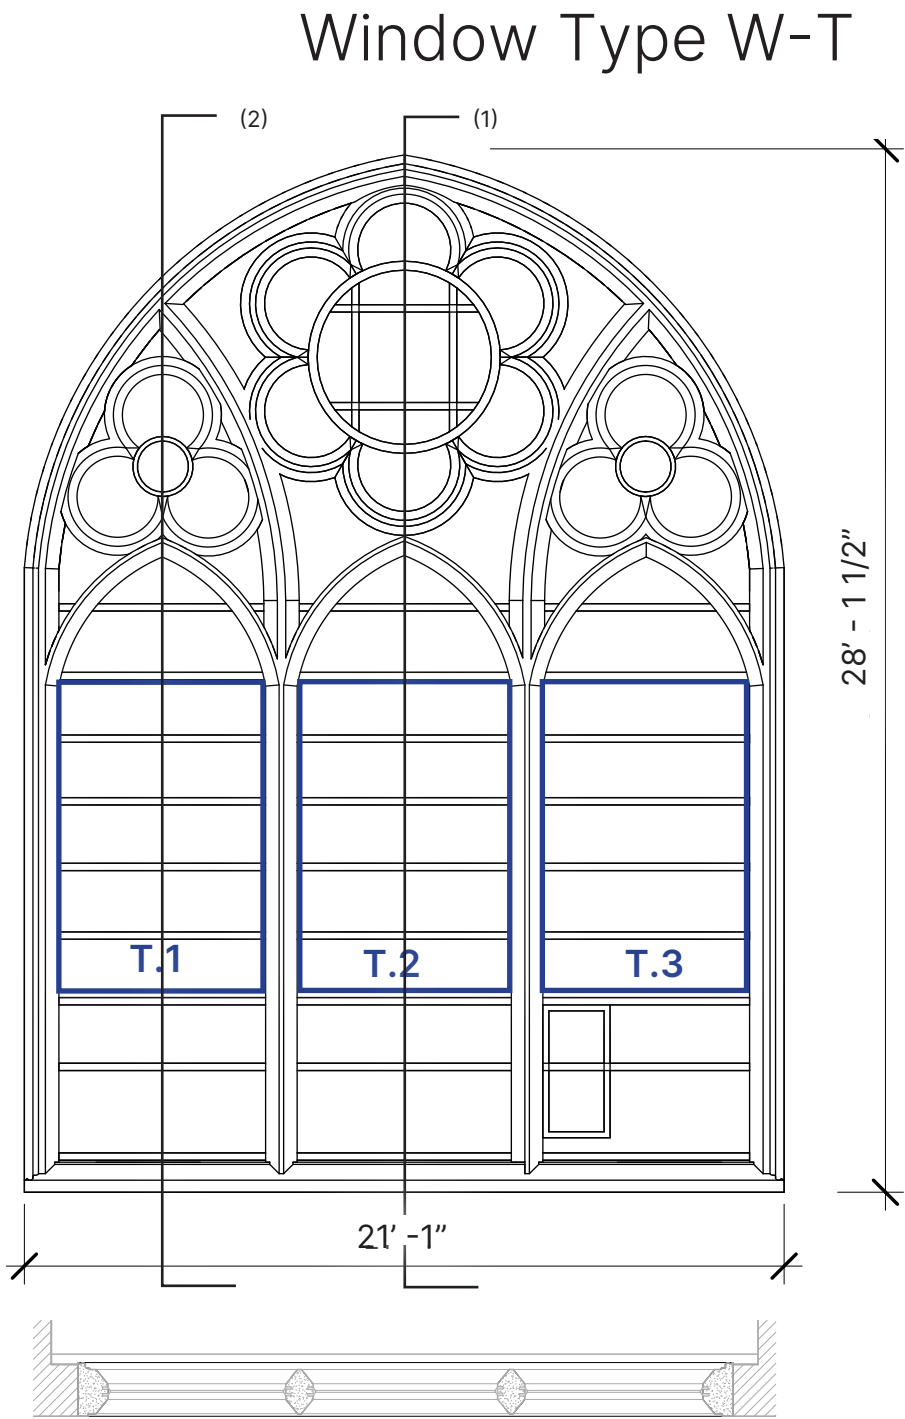 Window Type W-T
(2)
(1)
28' - 1 1/2"
T.1
T.2
T.3
21' -1"